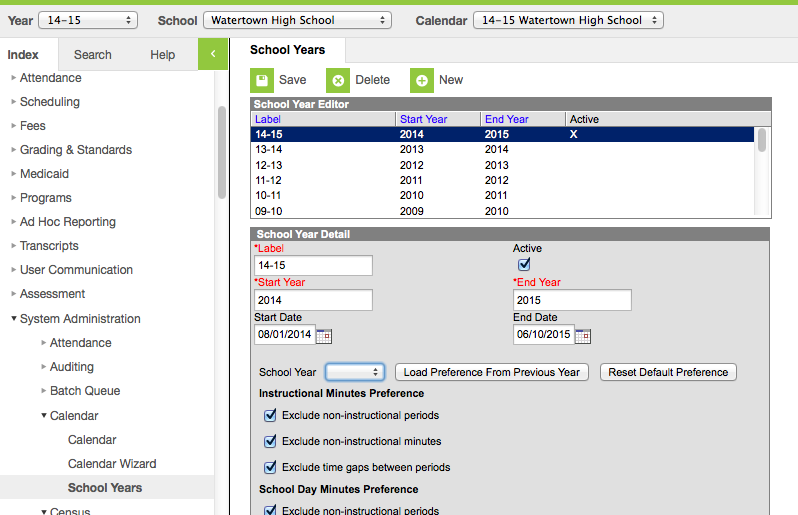 Year 14-15 School Watertown High School Calendar 14-15 Watertown High School
Index Search Help <
Attendance
Scheduling
Fees
Grading & Standards
Medicaid
Programs
Ad Hoc Reporting
Transcripts
User Communication
Assessment
System Administration
Attendance
Auditing
Batch Queue
Calendar
Calendar
Calendar Wizard
School Years
Census
School Years
Save Delete New
School Year Editor
Label Start Year End Year Active
14-15 2014 2015 X
13-14 2013 2014
12-13 2012 2013
11-12 2011 2012
10-11 2010 2011
09-10 2009 2010
School Year Detail
*Label Active
14-15
*Start Year *End Year
2014 2015
Start Date End Date
08/01/2014 06/10/2015
School Year Load Preference From Previous Year Reset Default Preference
Instructional Minutes Preference
Exclude non-instructional periods
Exclude non-instructional minutes
Exclude time gaps between periods
School Day Minutes Preference
Exclude non-instructional periods